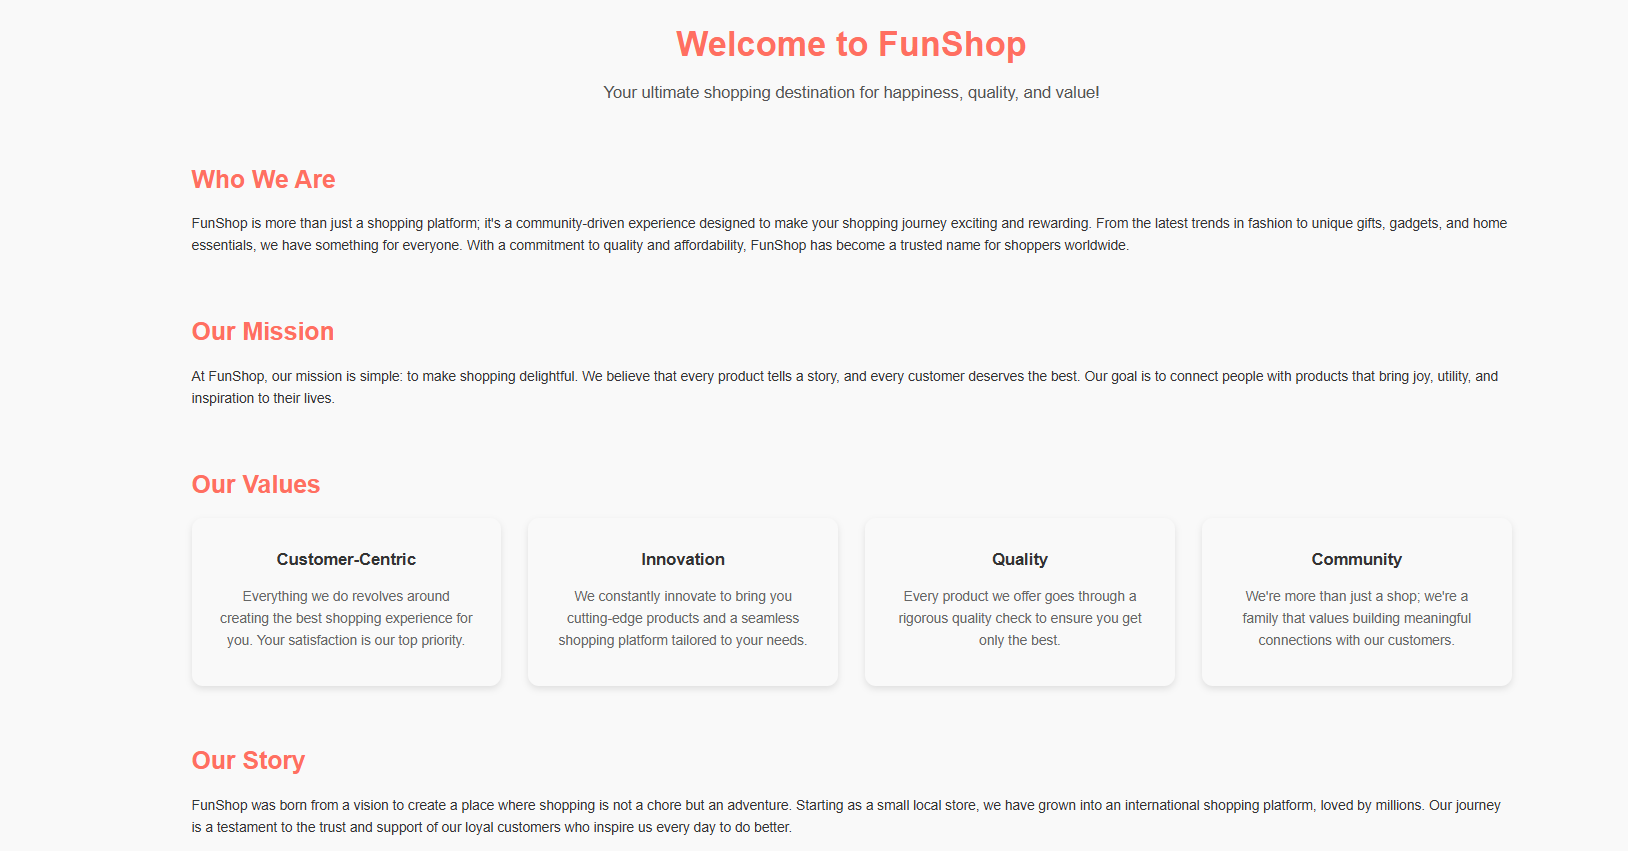 Welcome to FunShop
Your ultimate shopping destination for happiness, quality, and value!
Who We Are
FunShop is more than just a shopping platform; it's a community-driven experience designed to make your shopping journey exciting and rewarding. From the latest trends in fashion to unique gifts, gadgets, and home
essentials, we have something for everyone. With a commitment to quality and affordability, FunShop has become a trusted name for shoppers worldwide.
Our Mission
At FunShop, our mission is simple: to make shopping delightful. We believe that every product tells a story, and every customer deserves the best. Our goal is to connect people with products that bring joy, utility, and
inspiration to their lives.
Our Values
Customer-Centric
Everything we do revolves around
creating the best shopping experience for
you. Your satisfaction is our top priority.
Innovation
We constantly innovate to bring you
cutting-edge products and a seamless
shopping platform tailored to your needs.
Quality
Every product we offer goes through a
rigorous quality check to ensure you get
only the best.
Community
We're more than just a shop; we're a
family that values building meaningful
connections with our customers.
Our Story
FunShop was born from a vision to create a place where shopping is not a chore but an adventure. Starting as a small local store, we have grown into an international shopping platform, loved by millions. Our journey
is a testament to the trust and support of our loyal customers who inspire us every day to do better.